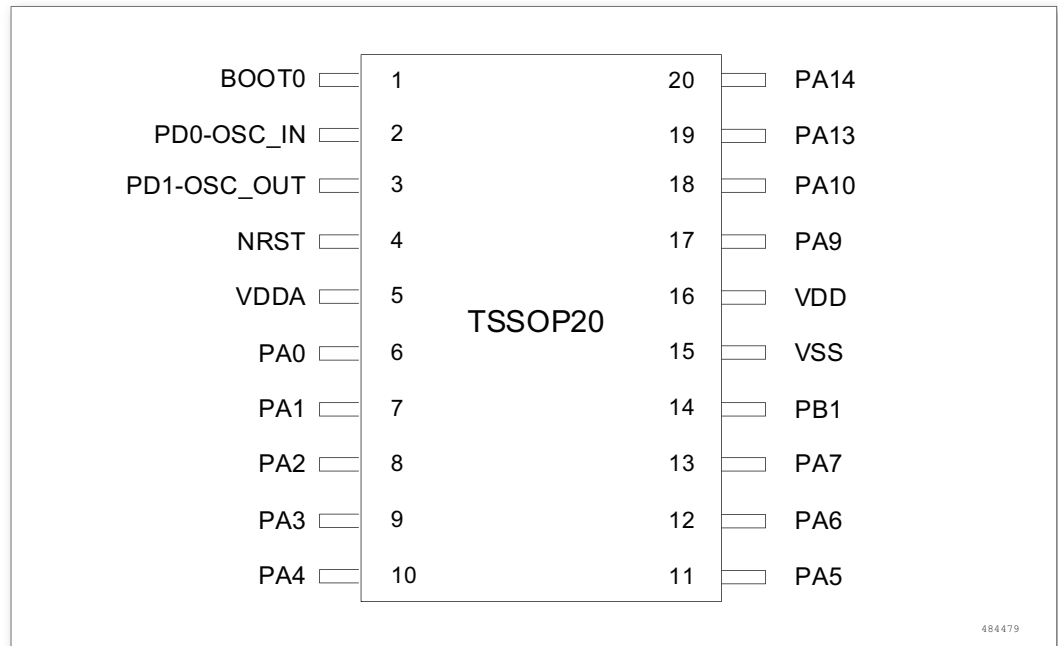 BOOT0 1 20 PA14
PD0-OSC_IN 2 19 PA13
PD1-OSC_OUT 3 18 PA10
NRST 4 17 PA9
VDDA 5 16 VDD
TSSOP20
PA0 6 15 VSS
PA1 7 14 PB1
PA2 8 13 PA7
PA3 9 12 PA6
PA4 10 11 PA5
484479